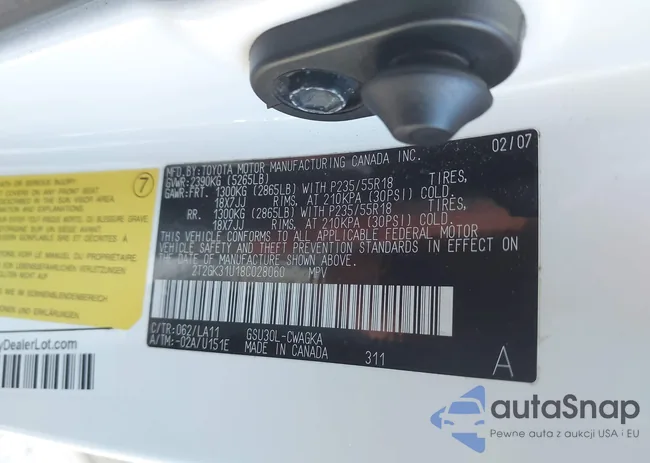 MFD.BY:TOYOTA MOTOR MANUFACTURING CANADA INC. 02/07
GVWR: 2390KG (5265LB)
GAWR:FRT. 1300KG (2865LB) WITH P235/55R18 TIRES,
18X7JJ RIMS, AT 210KPA (30PSI) COLD.
RR. 1300KG (2865LB) WITH P235/55R18 TIRES,
18X7JJ RIMS, AT 210KPA (30PSI) COLD.
THIS VEHICLE CONFORMS TO ALL APPLICABLE FEDERAL MOTOR
VEHICLE SAFETY AND THEFT PREVENTION STANDARDS IN EFFECT ON
THE DATE OF MANUFACTURE SHOWN ABOVE.
2T2GK31U18C028060 MPV
C/TR: 062/LA11 GSU30L-CWAGKA
A/TM: -02A/U151E MADE IN CANADA 311 A
7
yDealerLot.com
autaSnap
Pewne auta z aukcji USA i EU